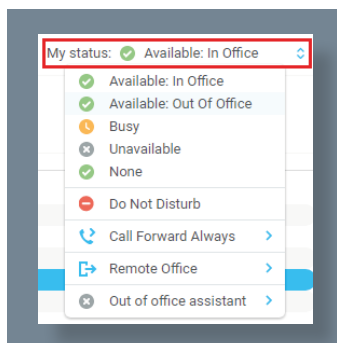 My status: Available: In Office
Available: In Office
Available: Out Of Office
Busy
Unavailable
None
Do Not Disturb
Call Forward Always
Remote Office
Out of office assistant